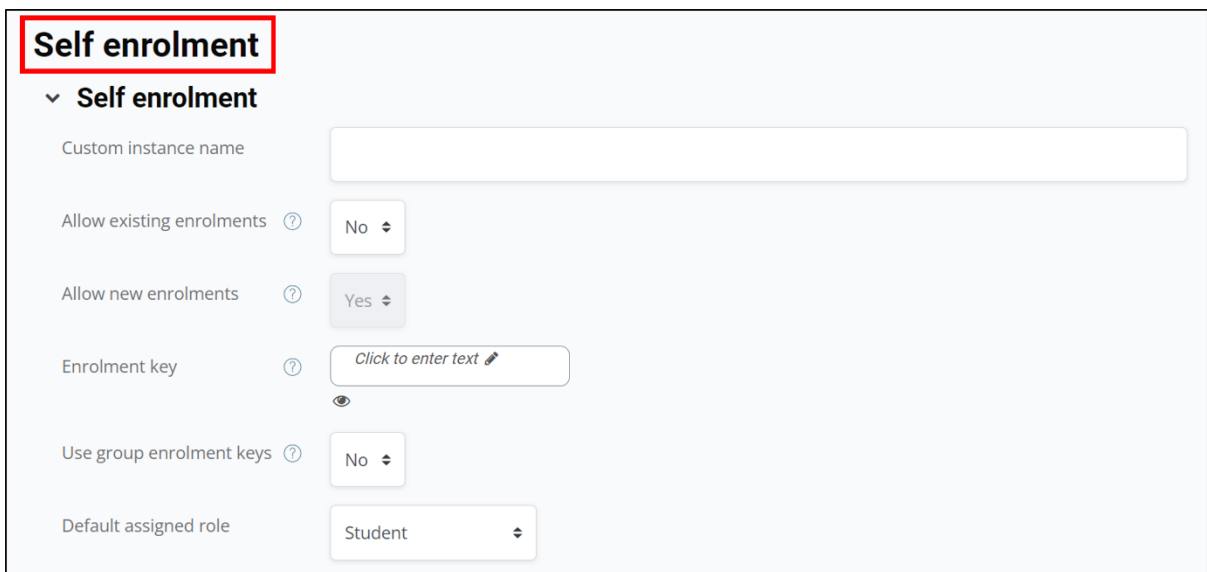 Self enrolment
Self enrolment
Custom instance name
Allow existing enrolments No
Allow new enrolments Yes
Enrolment key Click to enter text
Use group enrolment keys No
Default assigned role Student